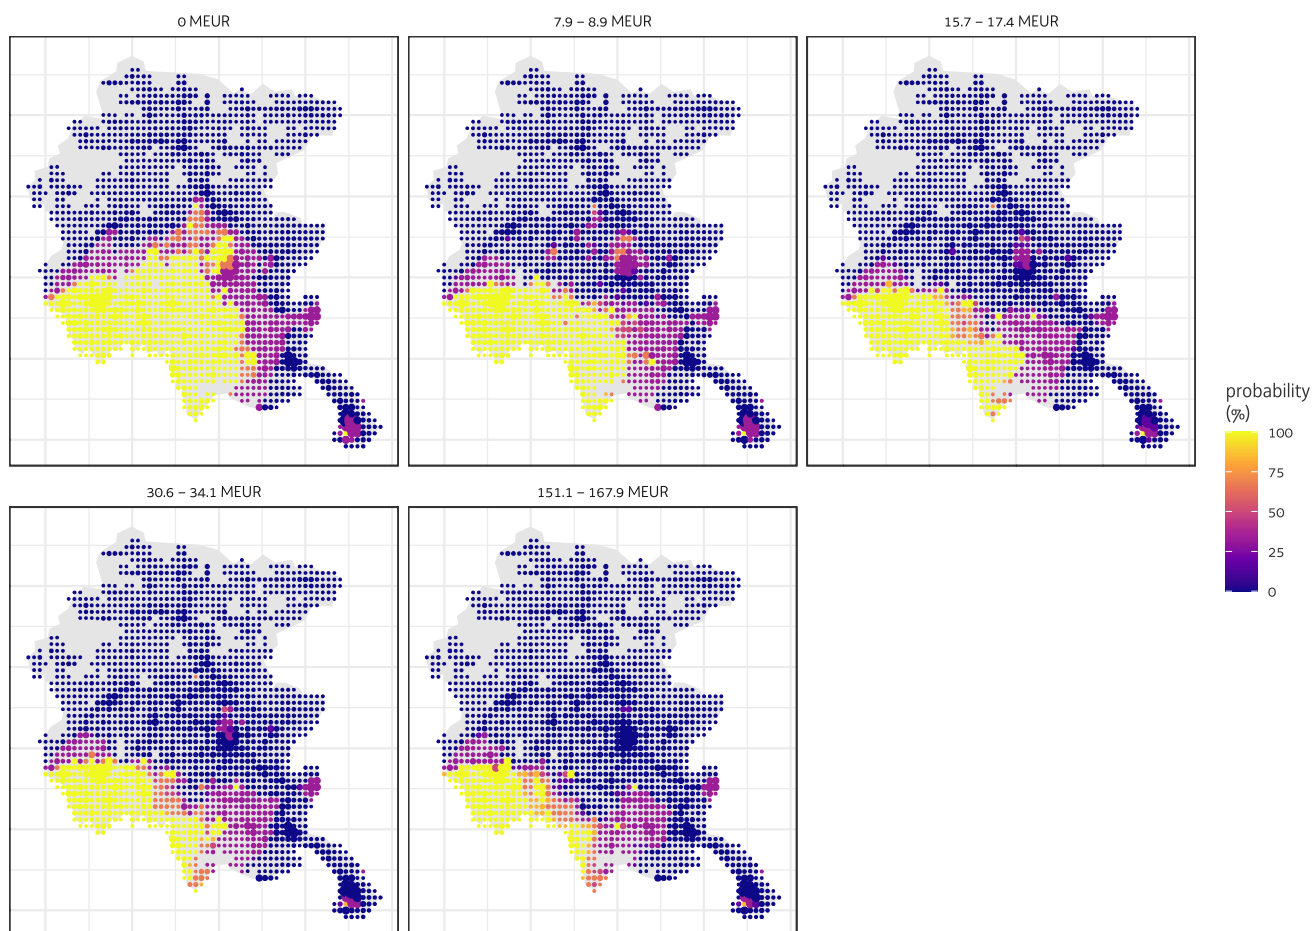 0 MEUR
7.9 – 8.9 MEUR
15.7 – 17.4 MEUR
30.6 – 34.1 MEUR
151.1 – 167.9 MEUR
probability
(%)
100
75
50
25
0